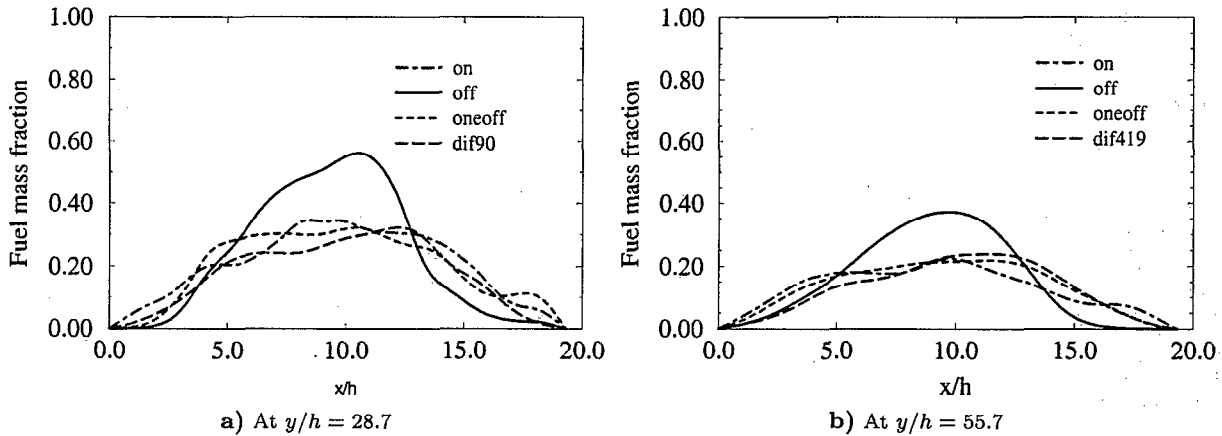 1.00
0.80
0.60
0.40
0.20
0.00
Fuel mass fraction
on
off
oneoff
dif90
0.0
5.0
10.0
15.0
20.0
x/h
a) At y/h = 28.7
1.00
0.80
0.60
0.40
0.20
0.00
Fuel mass fraction
on
off
oneoff
dif419
0.0
5.0
10.0
15.0
20.0
x/h
b) At y/h = 55.7